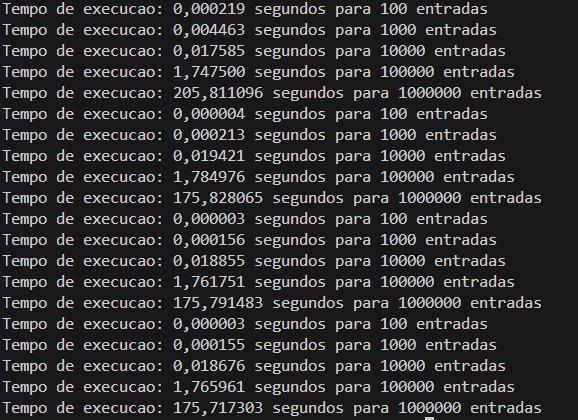 Tempo de execucao: 0,000219 segundos para 100 entradas
Tempo de execucao: 0,004463 segundos para 1000 entradas
Tempo de execucao: 0,017585 segundos para 10000 entradas
Tempo de execucao: 1,747500 segundos para 100000 entradas
Tempo de execucao: 205,811096 segundos para 1000000 entradas
Tempo de execucao: 0,000004 segundos para 100 entradas
Tempo de execucao: 0,000213 segundos para 1000 entradas
Tempo de execucao: 0,019421 segundos para 10000 entradas
Tempo de execucao: 1,784976 segundos para 100000 entradas
Tempo de execucao: 175,828065 segundos para 1000000 entradas
Tempo de execucao: 0,000003 segundos para 100 entradas
Tempo de execucao: 0,000156 segundos para 1000 entradas
Tempo de execucao: 0,018855 segundos para 10000 entradas
Tempo de execucao: 1,761751 segundos para 100000 entradas
Tempo de execucao: 175,791483 segundos para 1000000 entradas
Tempo de execucao: 0,000003 segundos para 100 entradas
Tempo de execucao: 0,000155 segundos para 1000 entradas
Tempo de execucao: 0,018676 segundos para 10000 entradas
Tempo de execucao: 1,765961 segundos para 100000 entradas
Tempo de execucao: 175,717303 segundos para 1000000 entradas